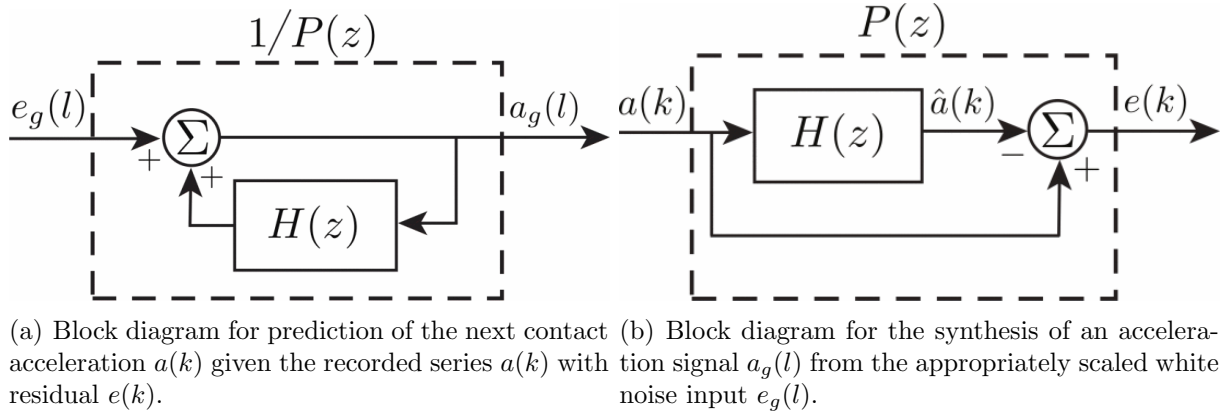 1/P(z)
e_g(l)
Σ
a_g(l)
+
+
H(z)
P(z)
a(k)
H(z)
â(k)
Σ
e(k)
−
+
(a) Block diagram for prediction of the next contact
acceleration a(k) given the recorded series a(k) with
residual e(k).
(b) Block diagram for the synthesis of an accelera-
tion signal a_g(l) from the appropriately scaled white
noise input e_g(l).